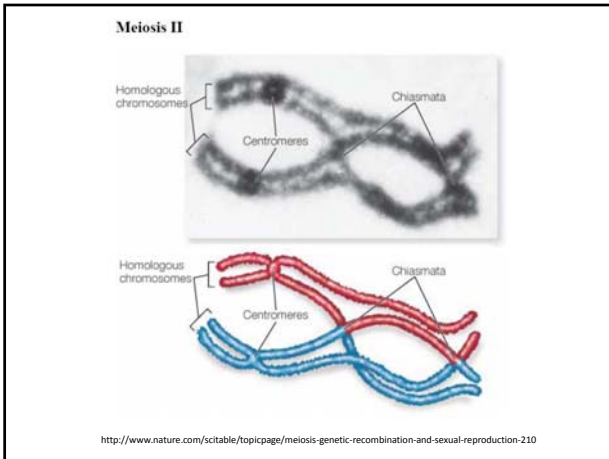 Meiosis II
Homologous
chromosomes
Chiasmata
Centromeres
Homologous
chromosomes
Chiasmata
Centromeres
http://www.nature.com/scitable/topicpage/meiosis-genetic-recombination-and-sexual-reproduction-210